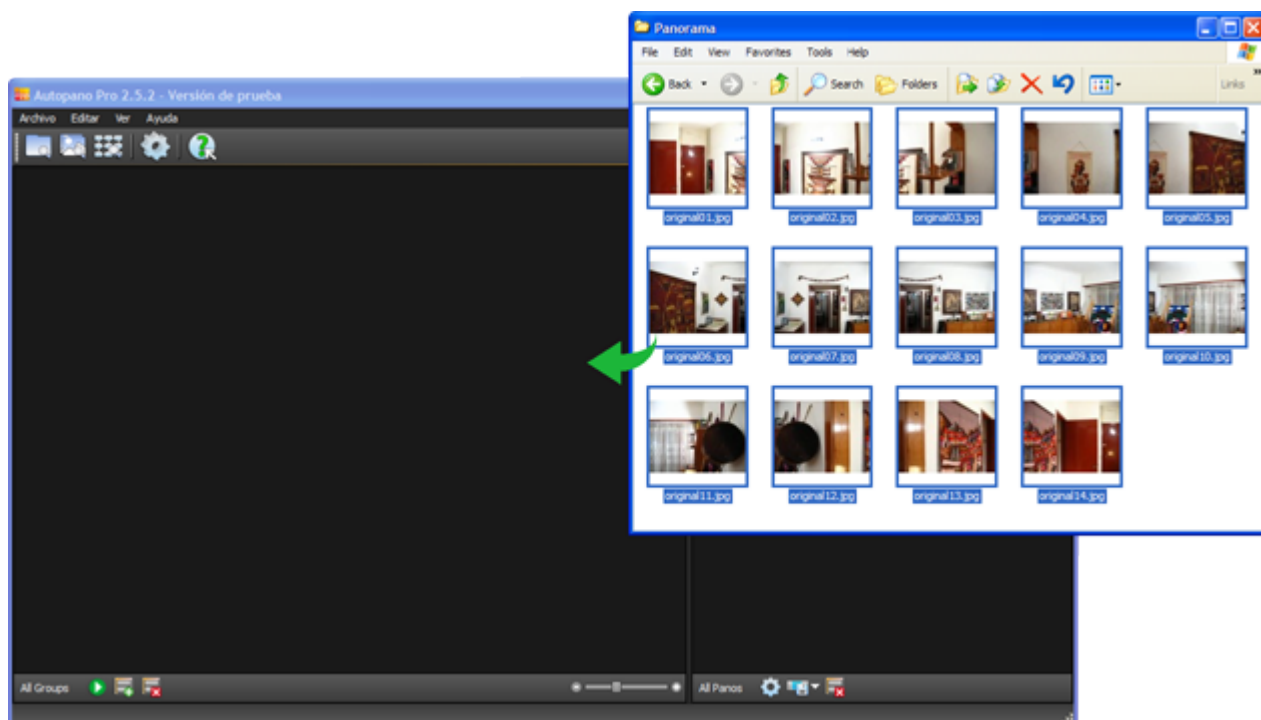 Panorama
File Edit View Favorites Tools Help
Back Search Folders Links
Autopano Pro 2.5.2 - Versión de prueba
Archivo Editar Ver Ayuda
original01.jpg original02.jpg original03.jpg original04.jpg original05.jpg
original06.jpg original07.jpg original08.jpg original09.jpg original10.jpg
original11.jpg original12.jpg original13.jpg original14.jpg
All Groups All Panos